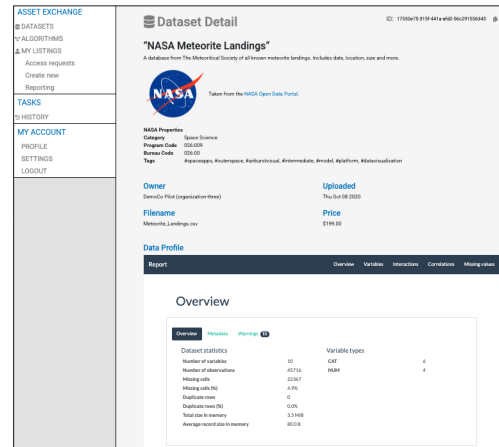 ASSET EXCHANGE
DATASETS
ALGORITHMS
MY LISTINGS
Access requests
Create new
Reporting
TASKS
HISTORY
MY ACCOUNT
PROFILE
SETTINGS
LOGOUT
Dataset Detail
"NASA Meteorite Landings"
A database from The Meteoritical Society of all known meteorite landings. Includes date, location, size and more.
NASA
Taken from the NASA Open Data Portal.
NASA Properties
Category Space Science
Program Code 026:009
Bureau Code 026:00
Tags #spaceapps, #outerspace, #airburstvisual, #intermediate, #model, #platform, #datavisualization
Owner Uploaded
DemoCo Pilot (organization-three) Thu Oct 08 2020
Filename Price
Meteorite_Landings.csv $199.00
Data Profile
Report Overview Variables Interactions Correlations Missing values
Overview
Overview Metadata Warnings
Dataset statistics Variable types
Number of variables 10 CAT 6
Number of observations 45716 NUM 4
Missing cells 22367
Missing cells (%) 4.9%
Duplicate rows 0
Duplicate rows (%) 0.0%
Total size in memory 3.5 MiB
Average record size in memory 80.0 B